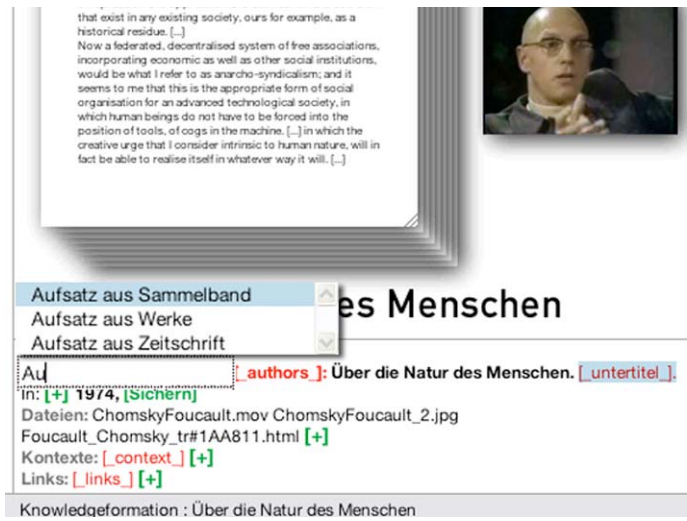 that exist in any existing society, ours for example, as a
historical residue. [...]
Now a federated, decentralised system of free associations,
incorporating economic as well as other social institutions,
would be what I refer to as anarcho-syndicalism; and it
seems to me that this is the appropriate form of social
organisation for an advanced technological society, in
which human beings do not have to be forced into the
position of tools, of cogs in the machine. [...] in which the
creative urge that I consider intrinsic to human nature, will in
fact be able to realise itself in whatever way it will. [...]
Aufsatz aus Sammelband
Aufsatz aus Werke
Aufsatz aus Zeitschrift
es Menschen
Au [_authors_]: Über die Natur des Menschen. [_untertitel_].
In: [+] 1974, [Sichern]
Dateien: ChomskyFoucault.mov ChomskyFoucault_2.jpg
Foucault_Chomsky_tr#1AA811.html [+]
Kontexte: [_context_] [+]
Links: [_links_] [+]
Knowledgeformation : Über die Natur des Menschen